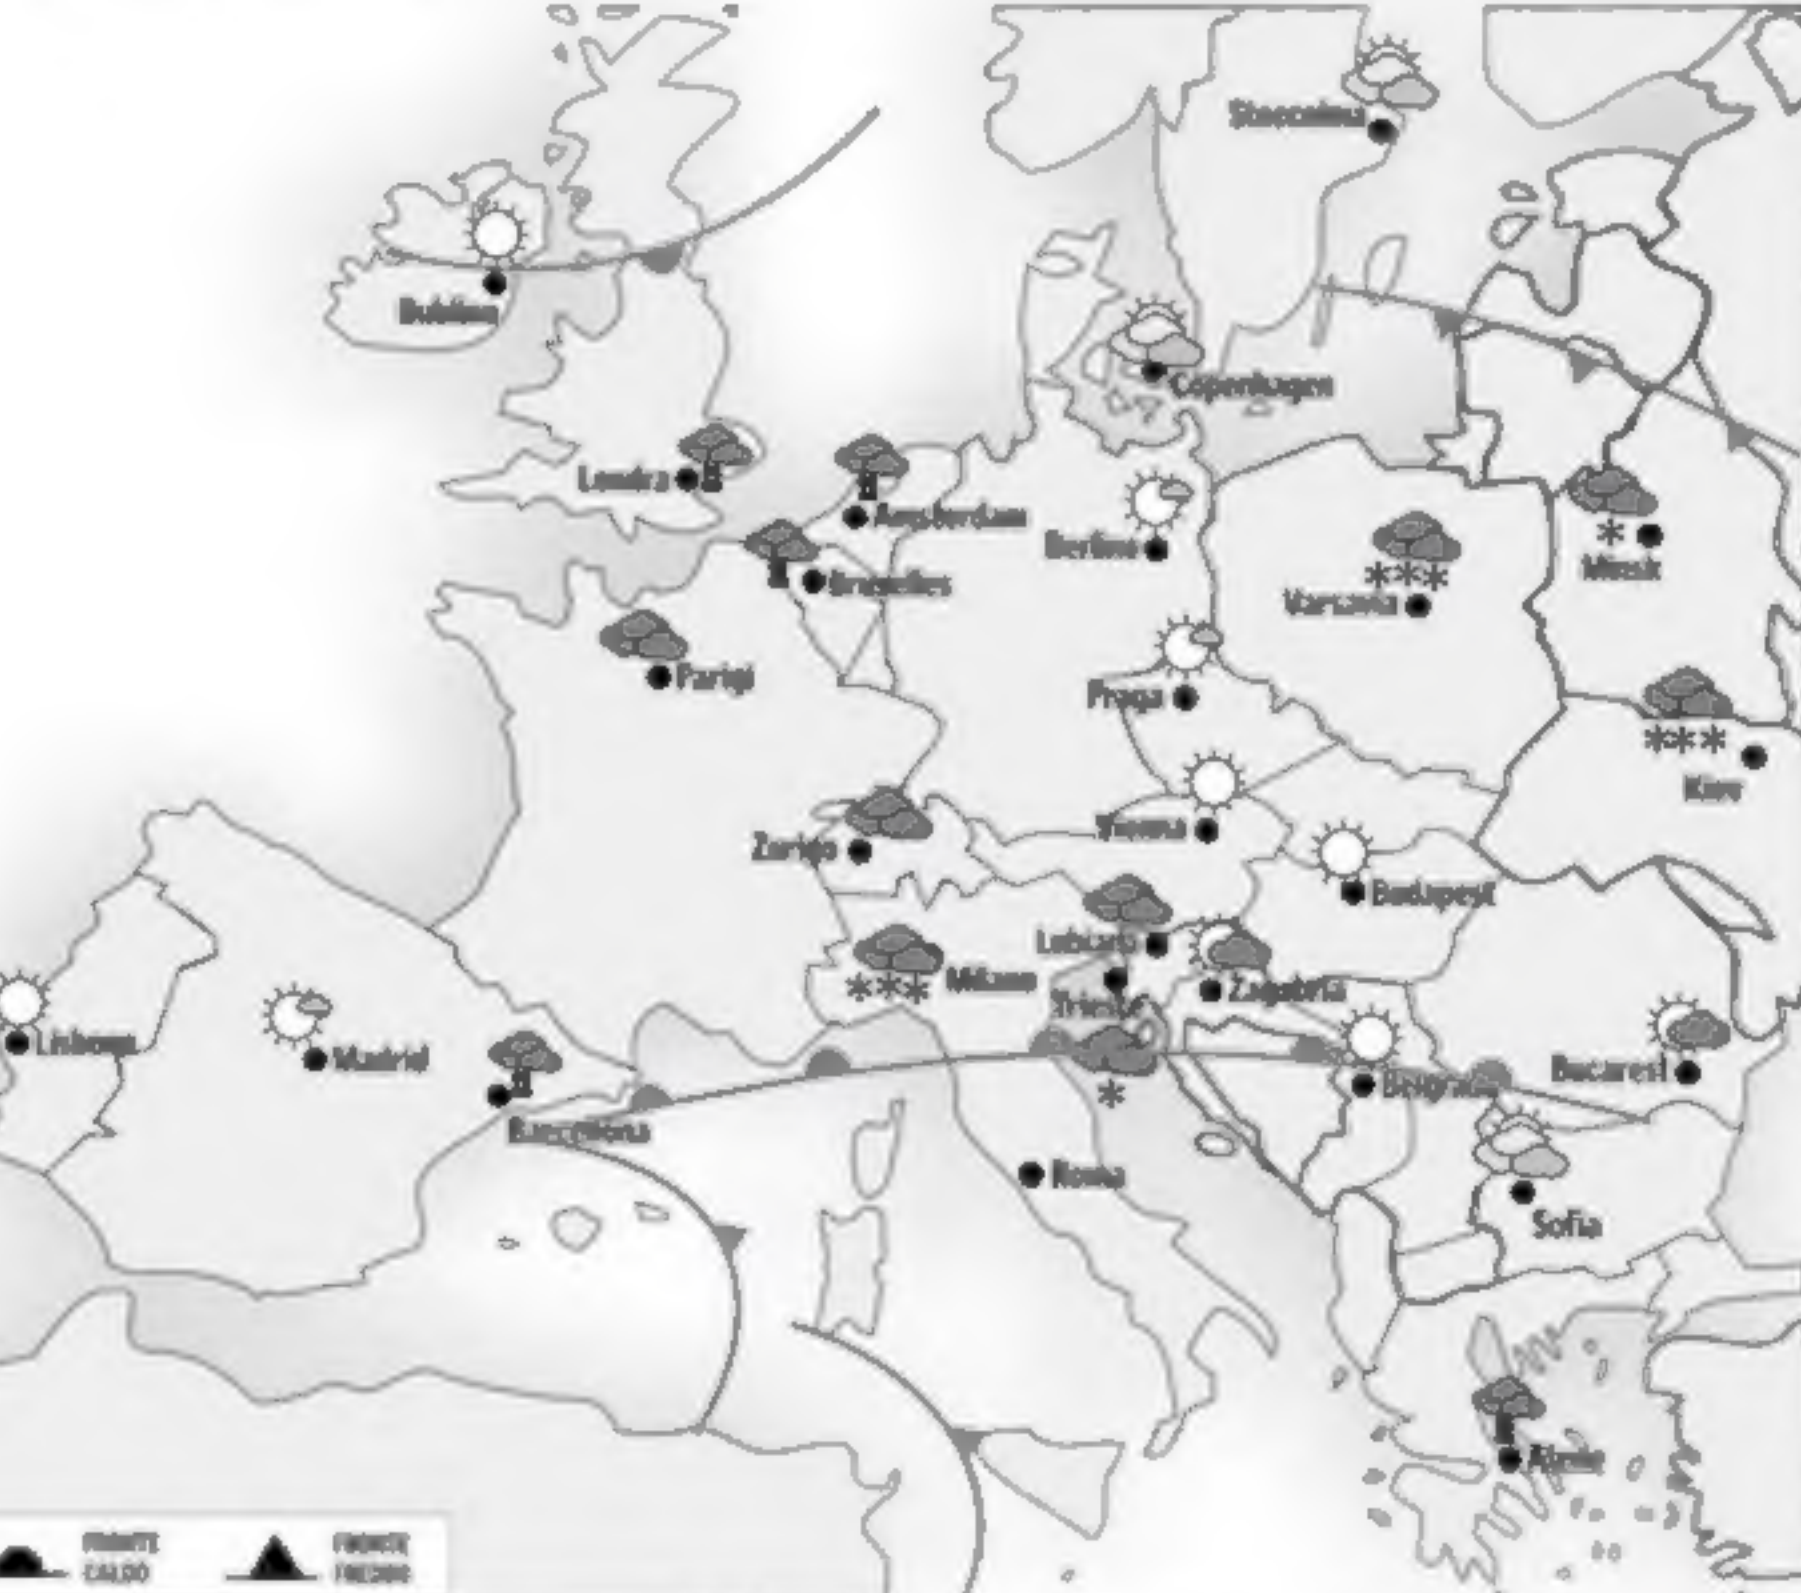 Stoccolma
Dublino
Copenhagen
Londra
Amsterdam
Berlino
Bruxelles
Minsk
Varsavia
Parigi
Praga
Kiev
Vienna
Zurigo
Budapest
Lubiana
Milano
Zagabria
Trieste
Lisbona
Madrid
Bucarest
Belgrado
Barcellona
Roma
Sofia
Atene
FRONTE
CALDO
FRONTE
FREDDO